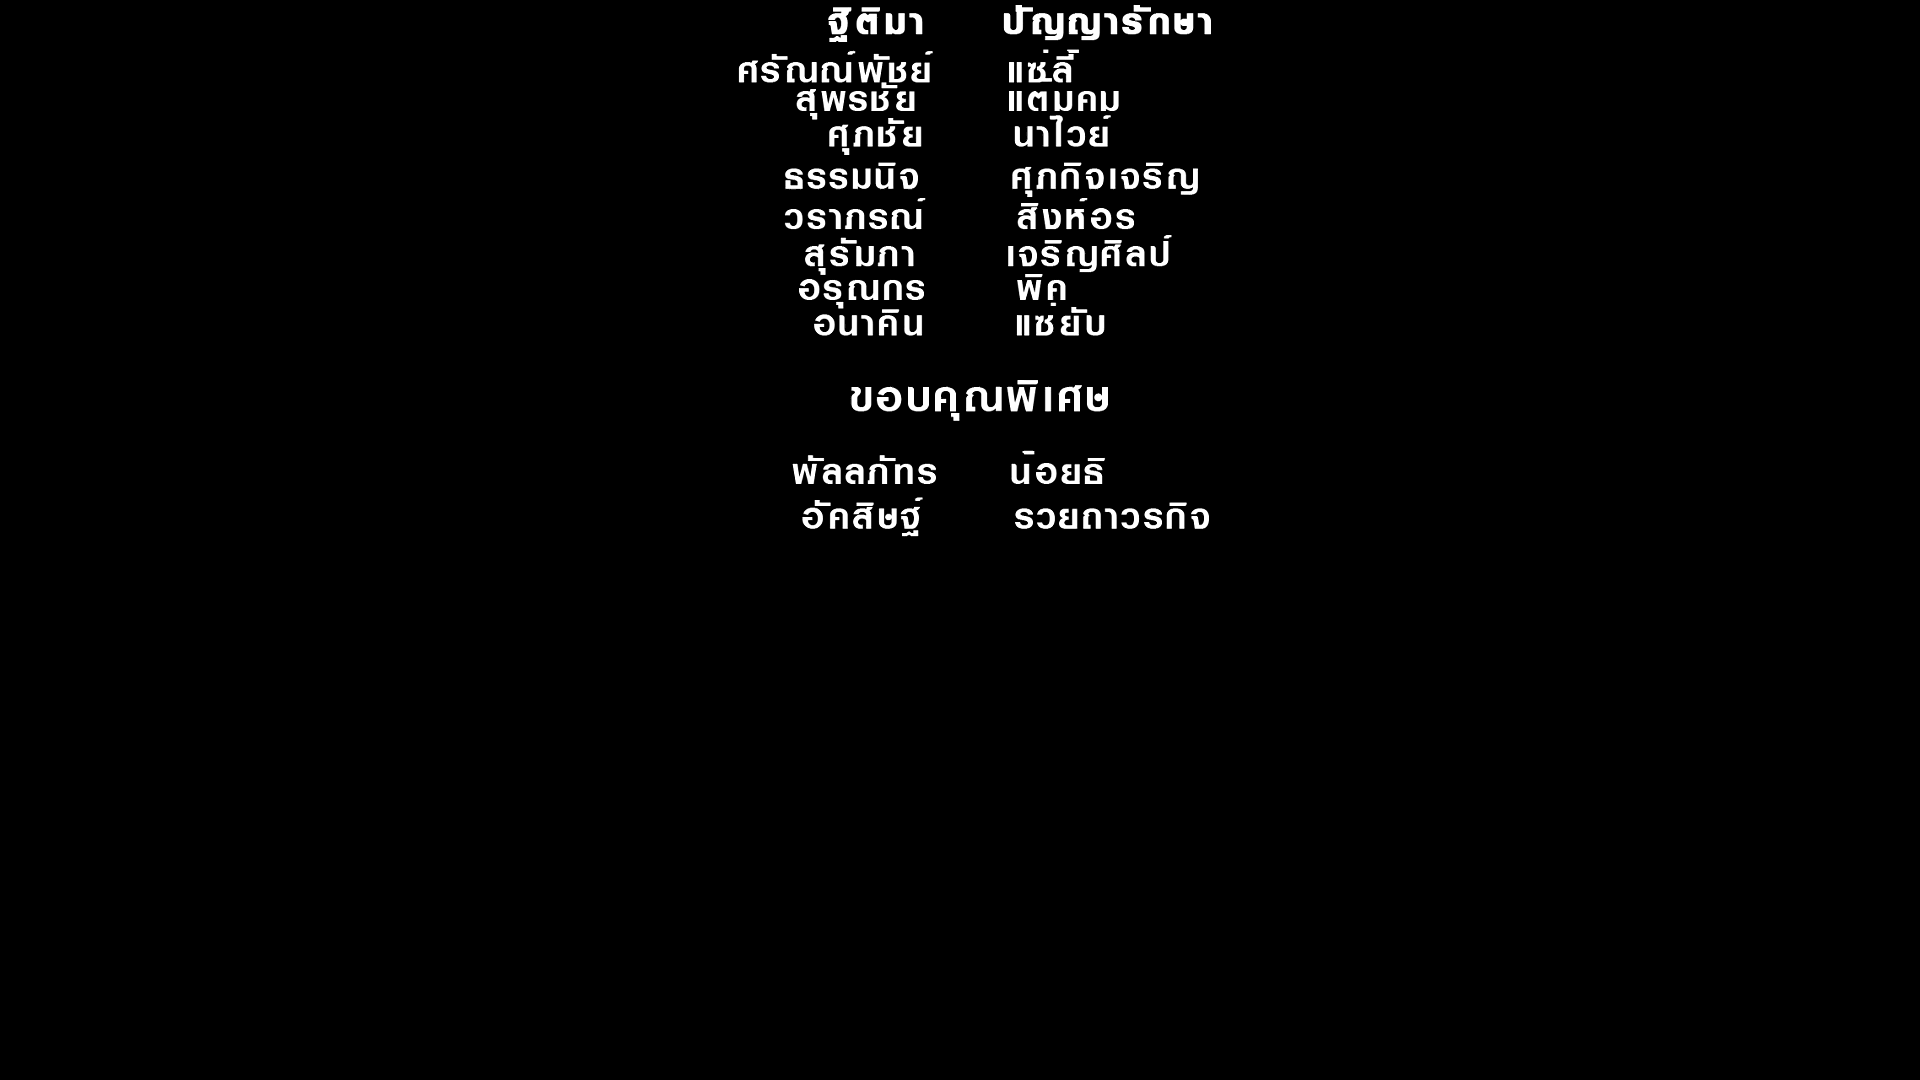 ฐิติมา ปัญญารักษา
ศรัณณ์พัชย์ แซ่ลี้
สุพรชัย แต้มคม
ศุภชัย นาไวย์
ธรรมนิจ ศุภกิจเจริญ
วราภรณ์ สิงห์อร
สุรัมภา เจริญศิลป์
อรุณกร พิค
อนาคิน แซ่ยับ
ขอบคุณพิเศษ
พัลลภัทร น้อยธิ
อัคสิษฐ์ รวยถาวรกิจ